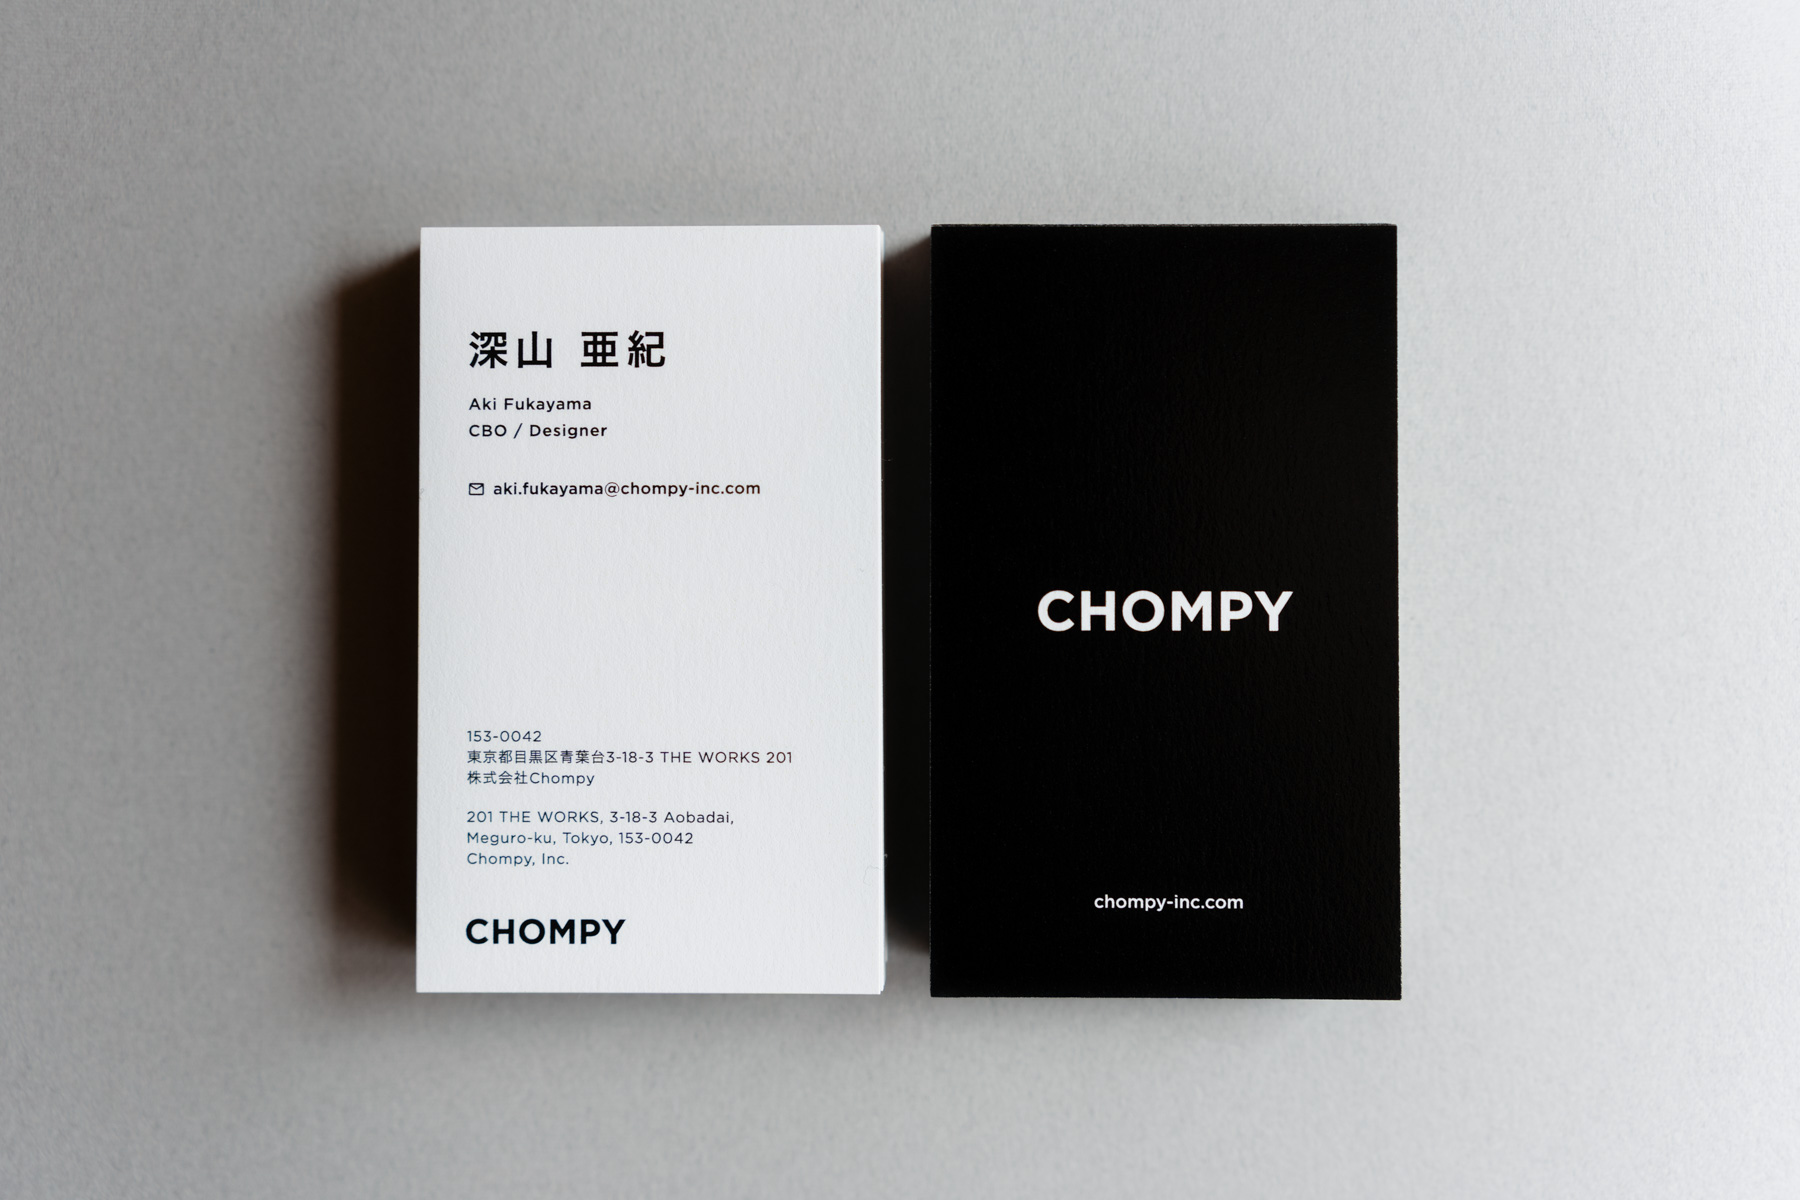 深山 亜紀
Aki Fukayama
CBO / Designer
aki.fukayama@chompy-inc.com
153-0042
東京都目黒区青葉台3-18-3 THE WORKS 201
株式会社Chompy
201 THE WORKS, 3-18-3 Aobadai,
Meguro-ku, Tokyo, 153-0042
Chompy, Inc.
CHOMPY
CHOMPY
chompy-inc.com